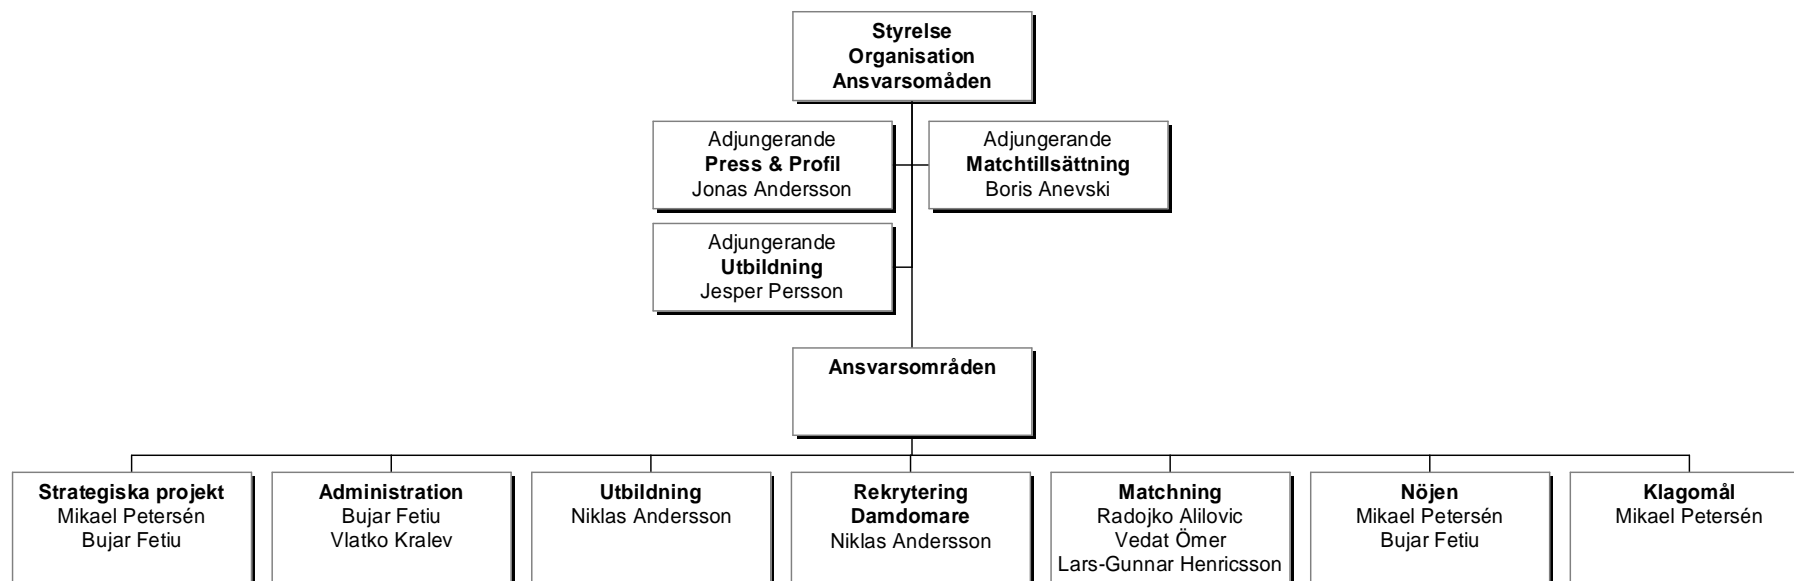 Styrelse
Organisation
Ansvarsomåden
Adjungerande
Press & Profil
Jonas Andersson
Adjungerande
Matchtillsättning
Boris Anevski
Adjungerande
Utbildning
Jesper Persson
Ansvarsområden
Strategiska projekt
Mikael Petersén
Bujar Fetiu
Administration
Bujar Fetiu
Vlatko Kralev
Utbildning
Niklas Andersson
Rekrytering
Damdomare
Niklas Andersson
Matchning
Radojko Alilovic
Vedat Ömer
Lars-Gunnar Henricsson
Nöjen
Mikael Petersén
Bujar Fetiu
Klagomål
Mikael Petersén